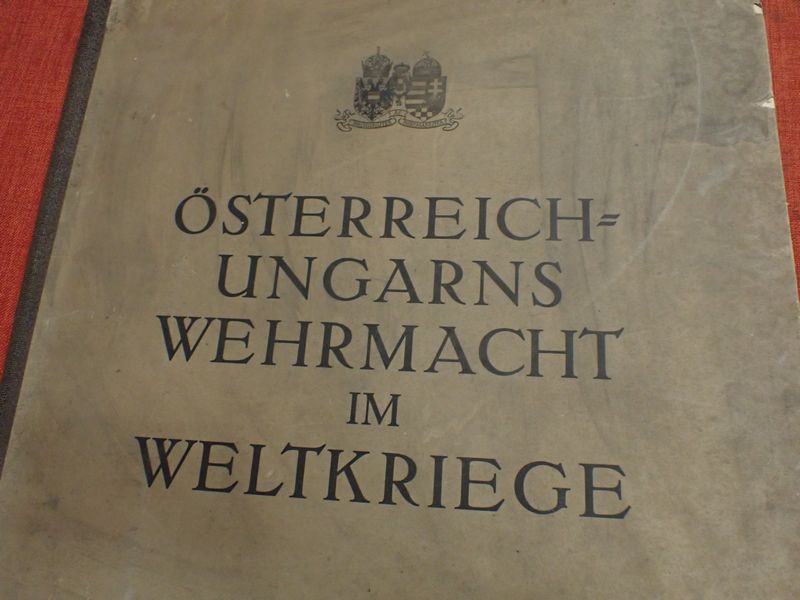 ÖSTERREICH=
UNGARNS
WEHRMACHT
IM
WELTKRIEGE